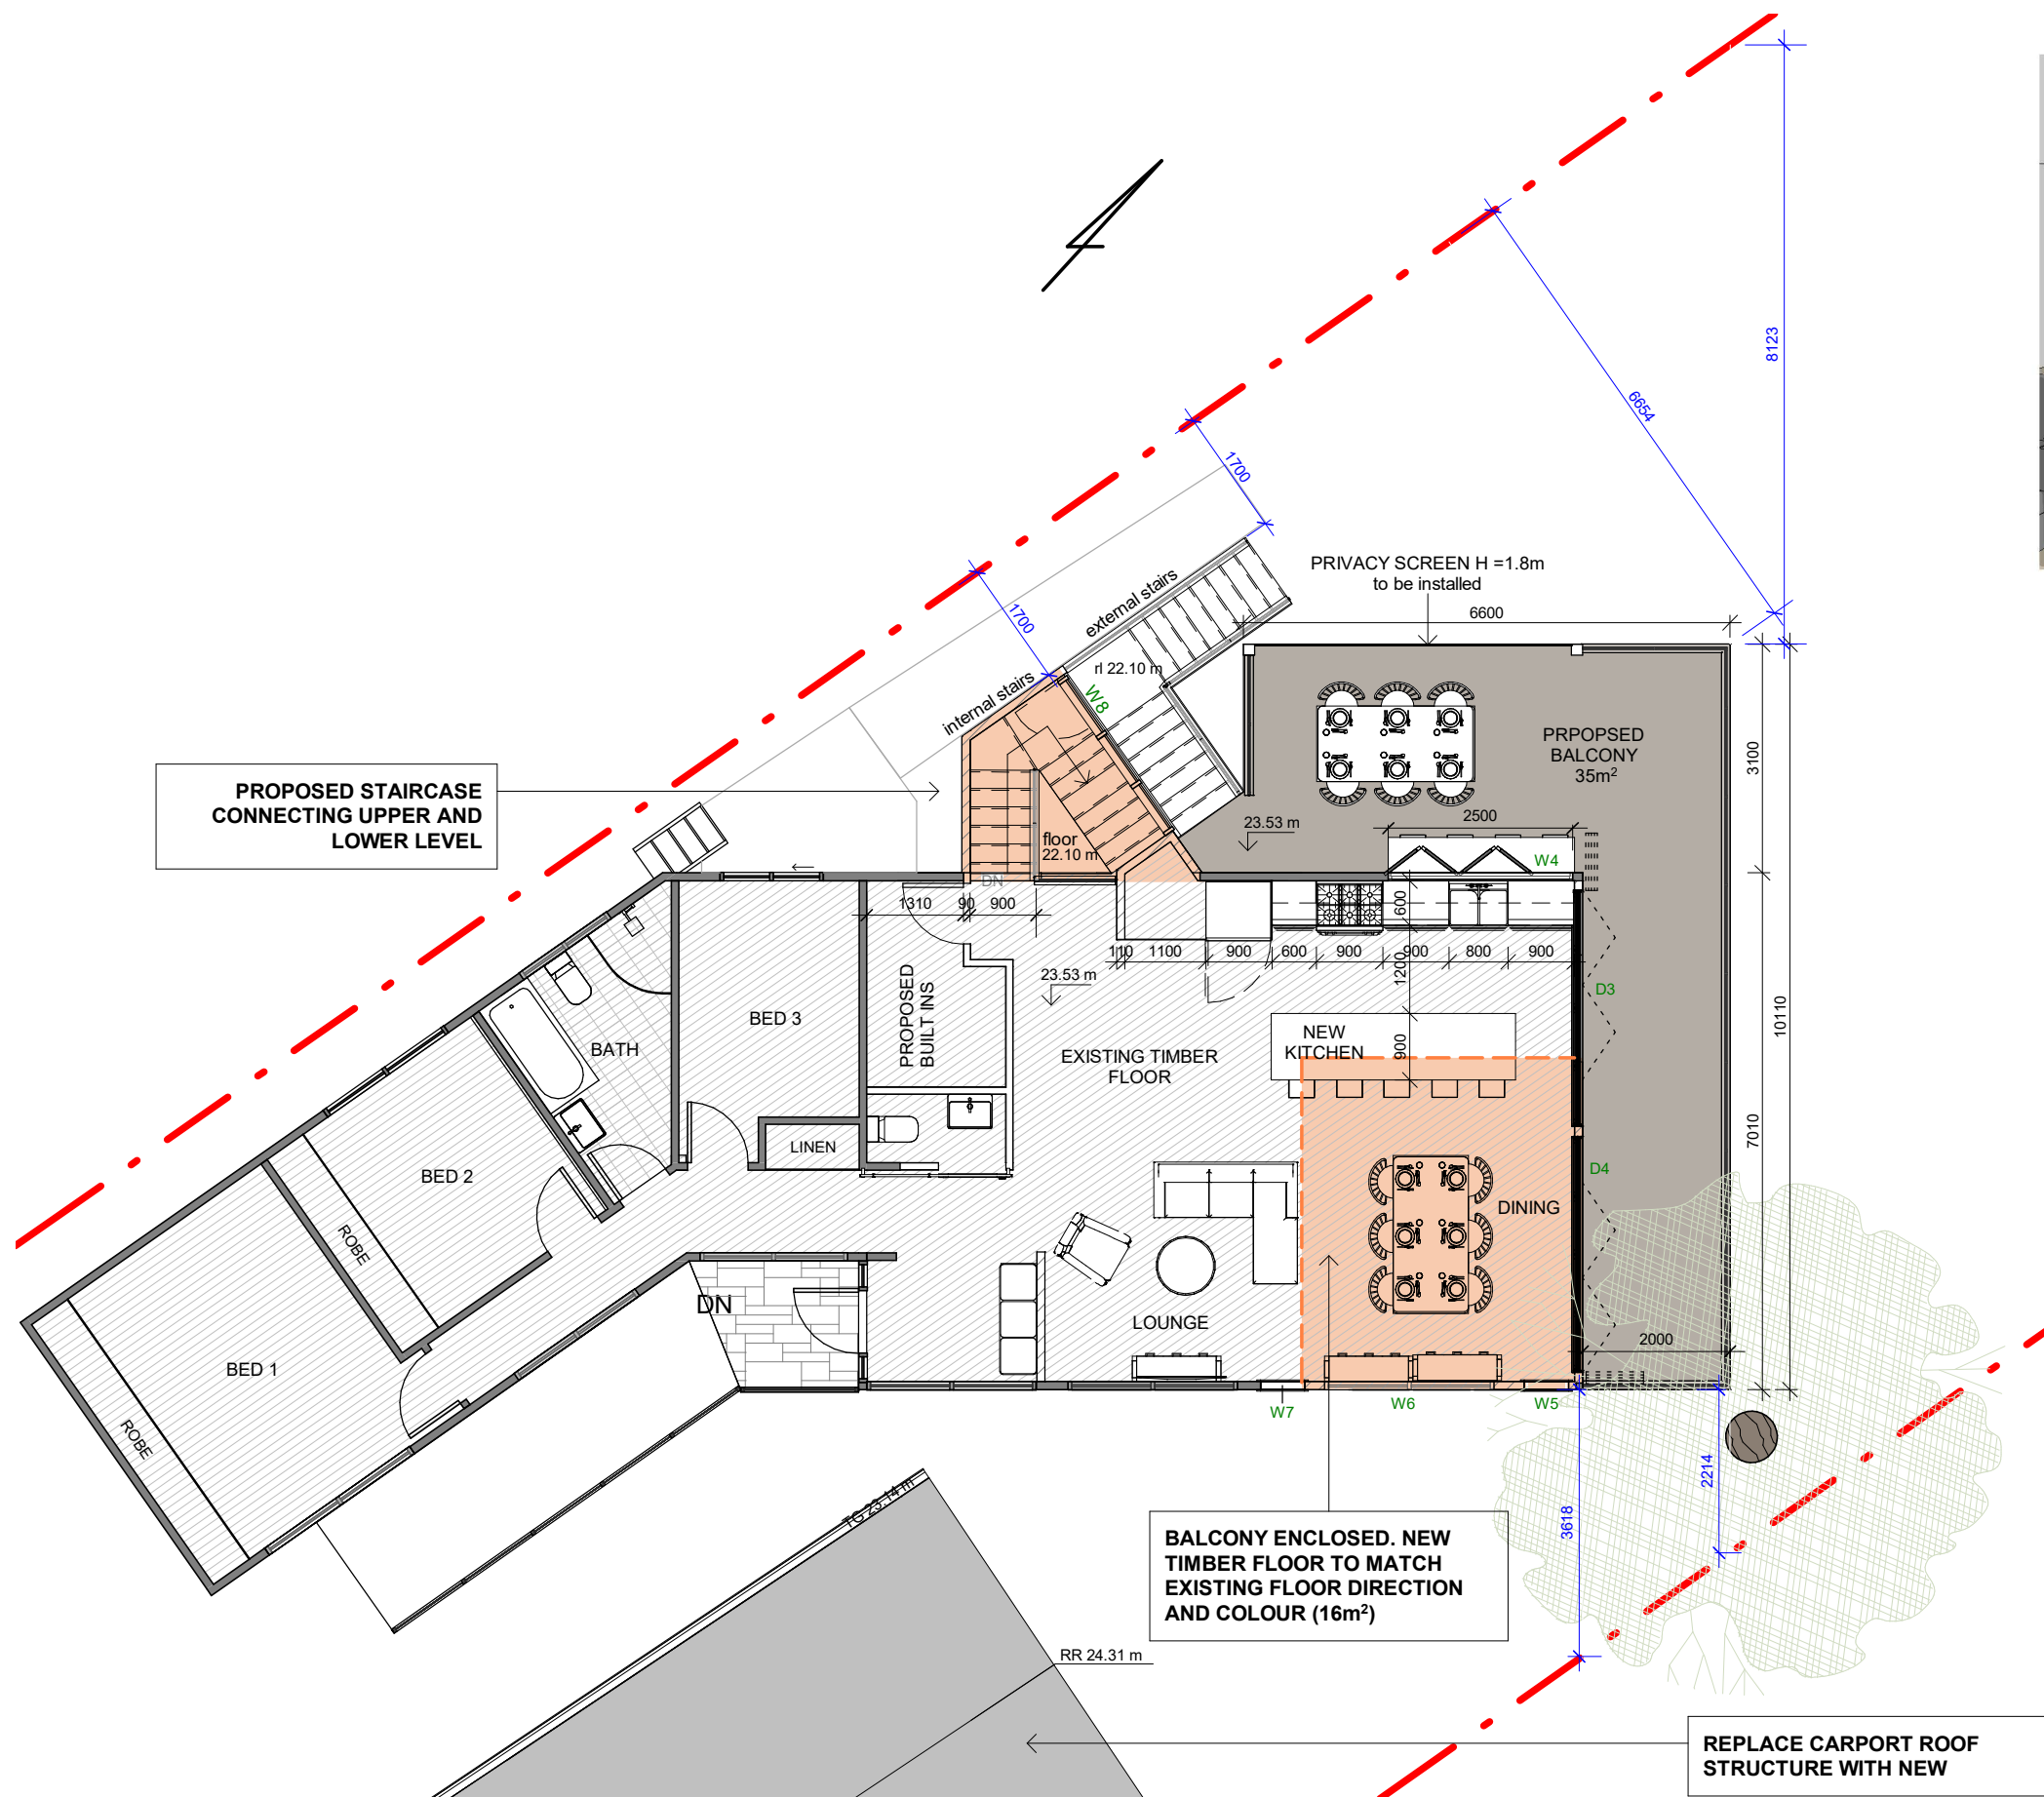 8123
6654
1700
1700
PRIVACY SCREEN H =1.8m
to be installed
6600
external stairs
rl 22.10 m
W8
internal stairs
PRPOPSED
BALCONY
35m²
3100
PROPOSED STAIRCASE
CONNECTING UPPER AND
LOWER LEVEL
2500
23.53 m
floor
22.10 m
W4
DN
1310
90
900
600
110
1100
900
600
900
900
800
900
1200
23.53 m
D3
PROPOSED
BUILT INS
BED 3
BATH
EXISTING TIMBER
FLOOR
NEW
KITCHEN
900
10110
7010
LINEN
BED 2
D4
DINING
ROBE
DN
LOUNGE
2000
BED 1
ROBE
W7
W6
W5
2214
3618
TG 23.14 m
BALCONY ENCLOSED. NEW
TIMBER FLOOR TO MATCH
EXISTING FLOOR DIRECTION
AND COLOUR (16m²)
RR 24.31 m
REPLACE CARPORT ROOF
STRUCTURE WITH NEW